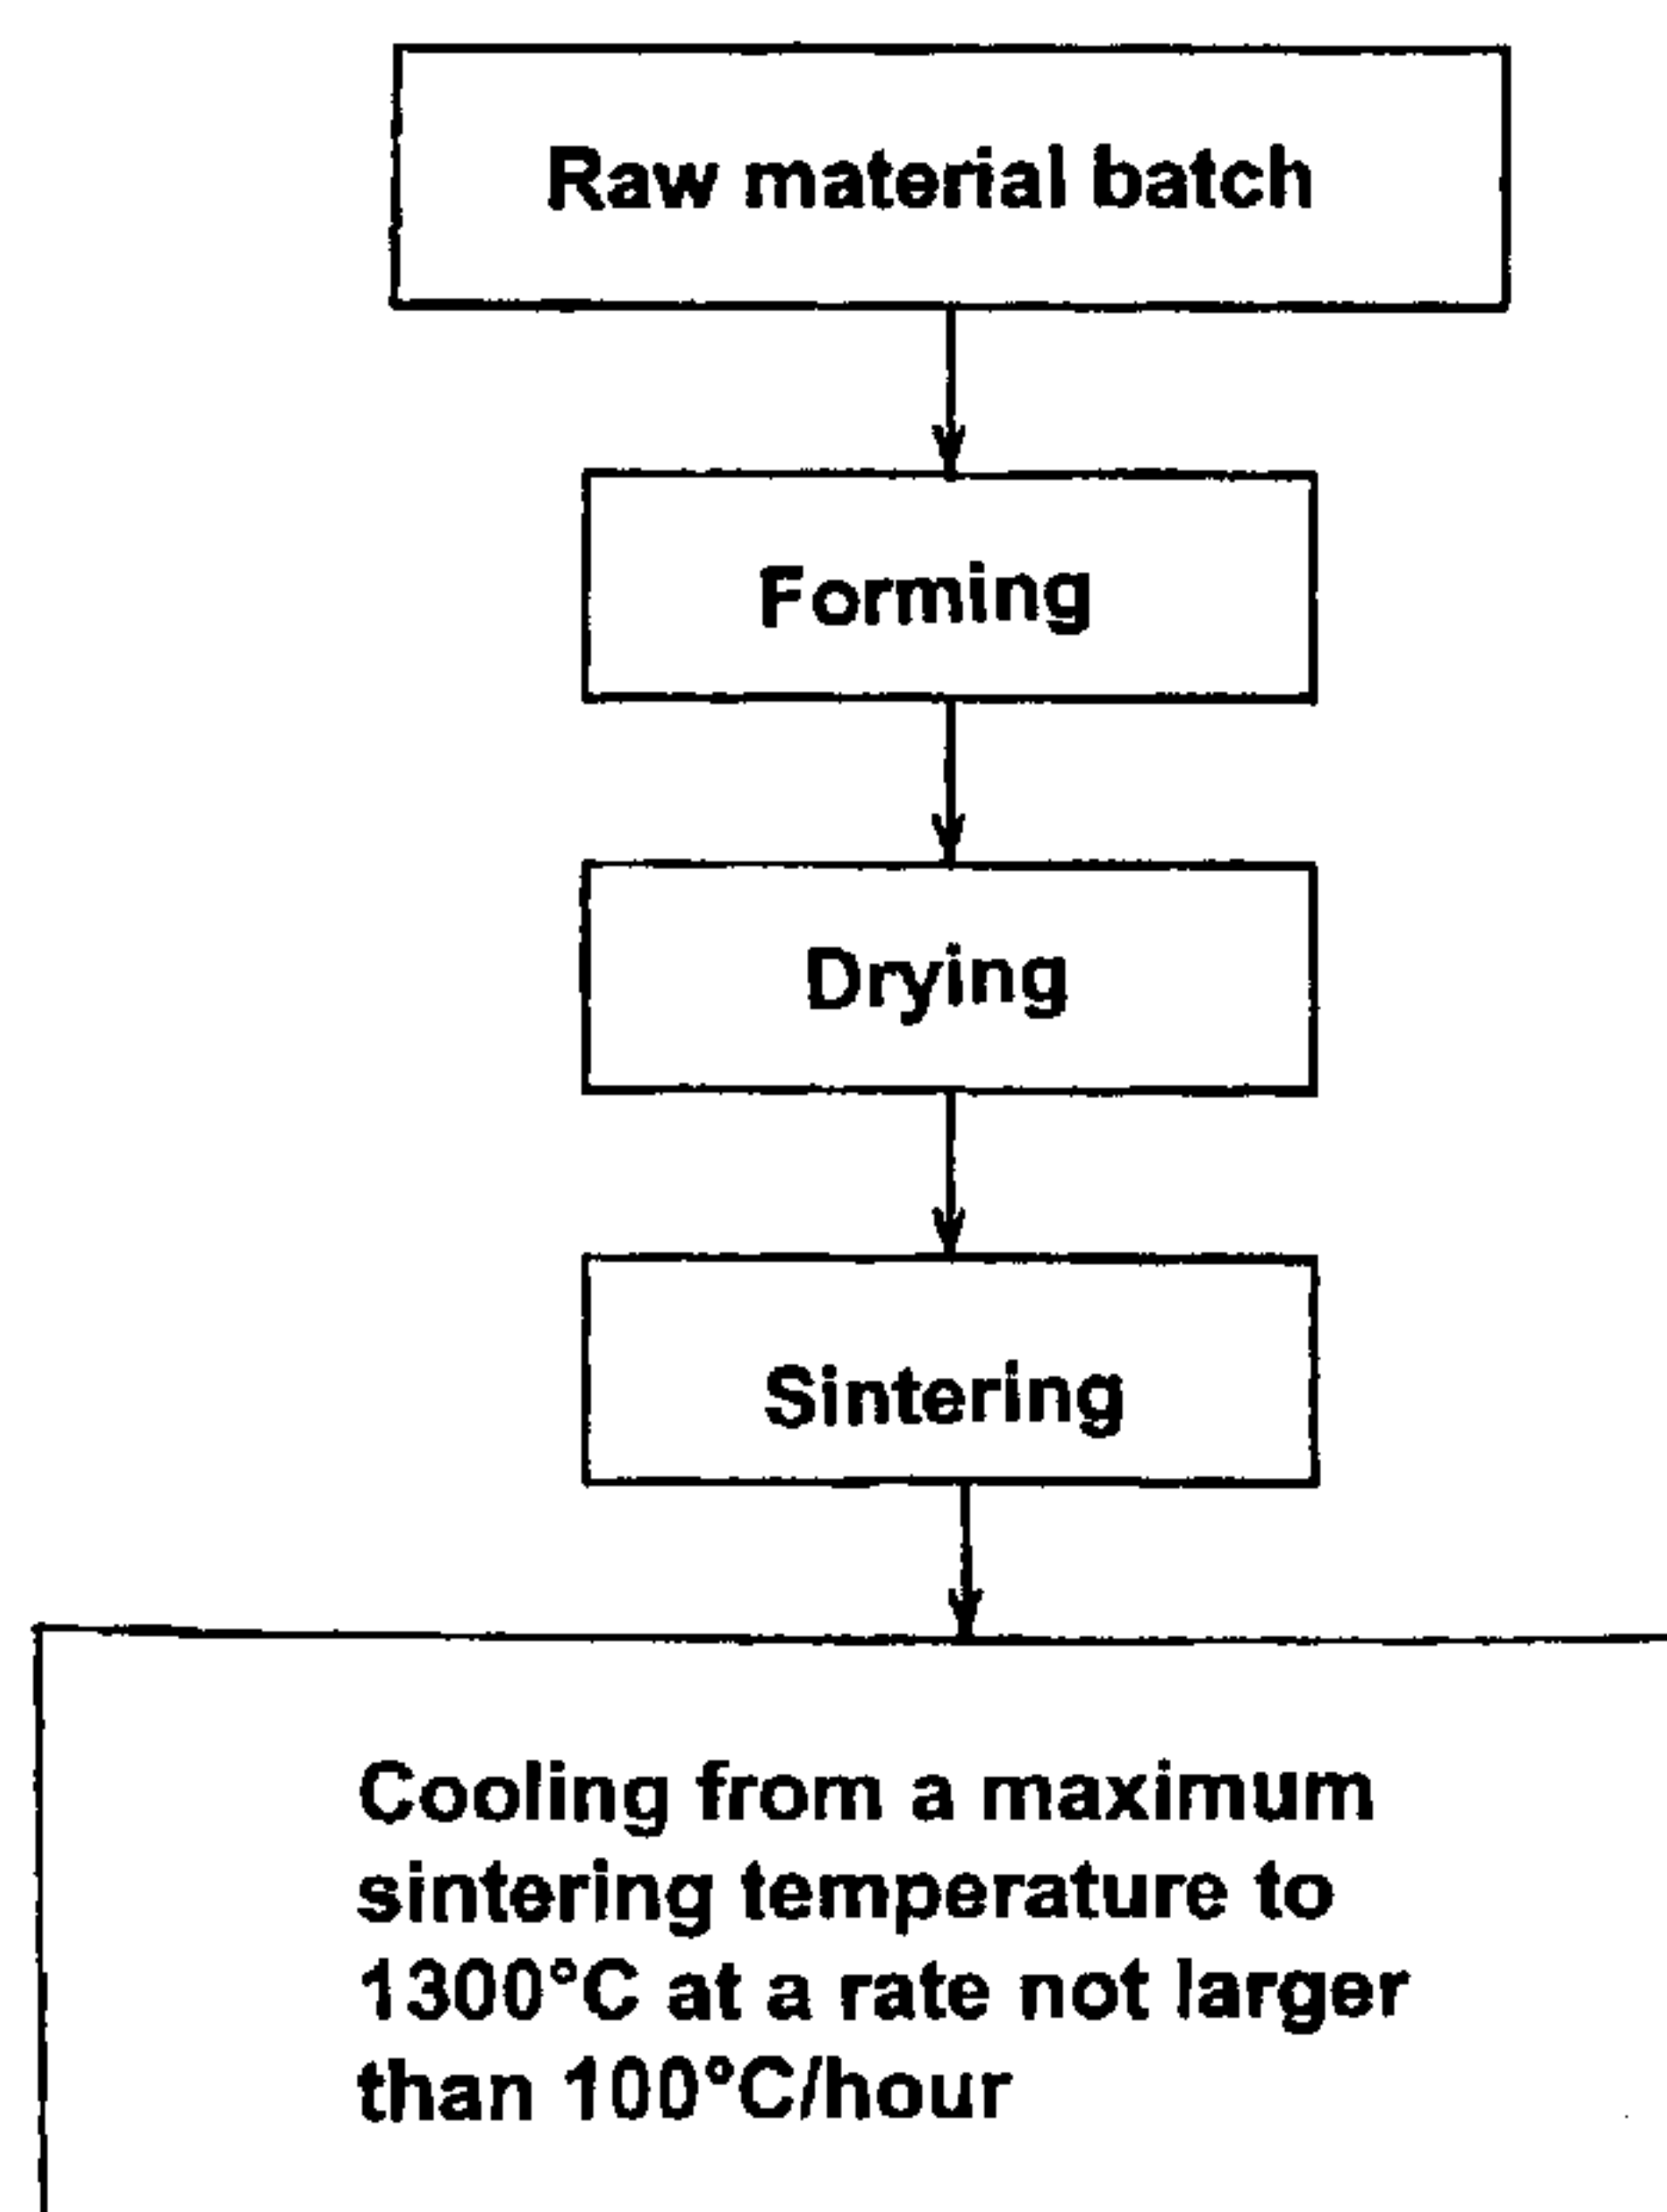 Raw material batch
Forming
Drying
Sintering
Cooling from a maximum
sintering temperature to
1300°C at a rate not larger
than 100°C/hour